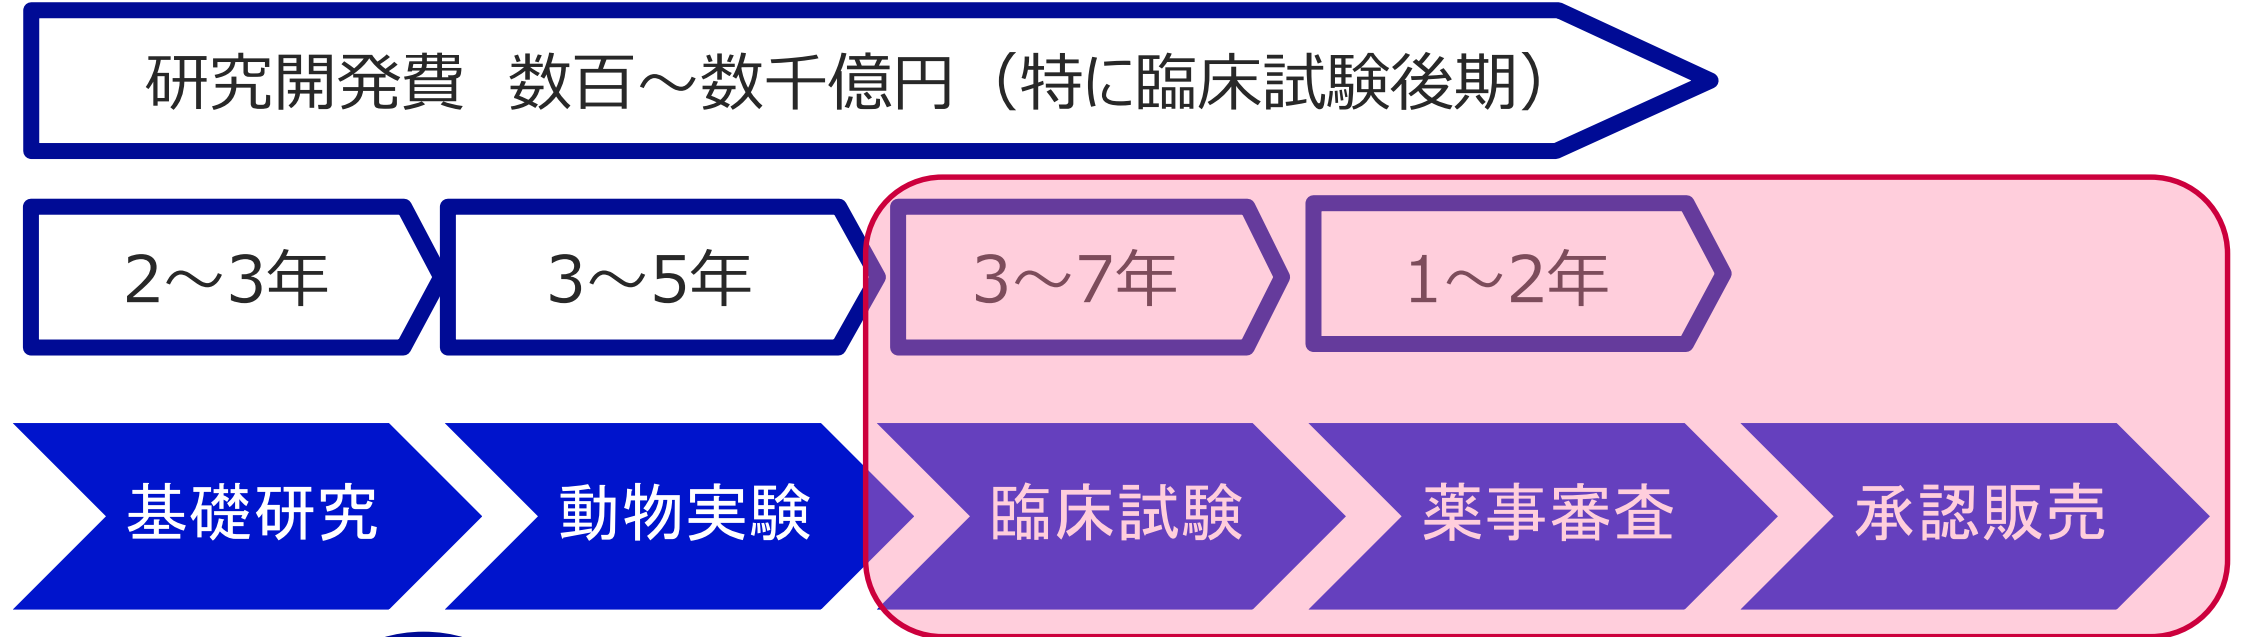 研究開発費　数百～数千億円（特に臨床試験後期）
2～3年
3～5年
3～7年
1～2年
基礎研究
動物実験
臨床試験
薬事審査
承認販売